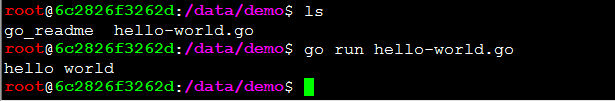 root@6c2826f3262d:/data/demo$ ls
go_readme  hello-world.go
root@6c2826f3262d:/data/demo$ go run hello-world.go
hello world
root@6c2826f3262d:/data/demo$